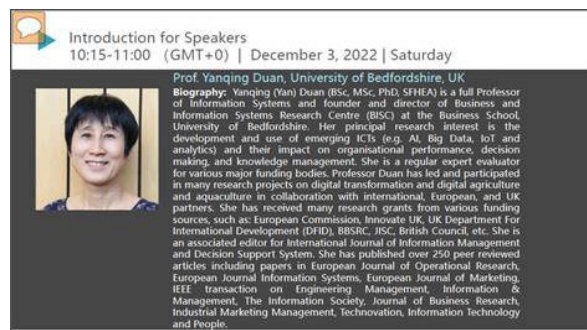 Introduction for Speakers
10:15-11:00 (GMT+0) | December 3, 2022 | Saturday
Prof. Yanqing Duan, University of Bedfordshire, UK
Biography: Yanqing (Yan) Duan (BSc, MSc, PhD, SFHEA) is a full Professor
of Information Systems and founder and director of Business and
Information Systems Research Centre (BISC) at the Business School,
University of Bedfordshire. Her principal research interest is the
development and use of emerging ICTs (e.g. AI, Big Data, IoT and
analytics) and their impact on organisational performance, decision
making, and knowledge management. She is a regular expert evaluator
for various major funding bodies. Professor Duan has led and participated
in many research projects on digital transformation and digital agriculture
and aquaculture in collaboration with international, European, and UK
partners. She has received many research grants from various funding
sources, such as: European Commission, Innovate UK, UK Department For
International Development (DFID), BBSRC, JISC, British Council, etc. She is
an associated editor for International Journal of Information Management
and Decision Support System. She has published over 250 peer reviewed
articles including papers in European Journal of Operational Research,
European Journal Information Systems, European Journal of Marketing,
IEEE transaction on Engineering Management, Information &
Management, The Information Society, Journal of Business Research,
Industrial Marketing Management, Technovation, Information Technology
and People.